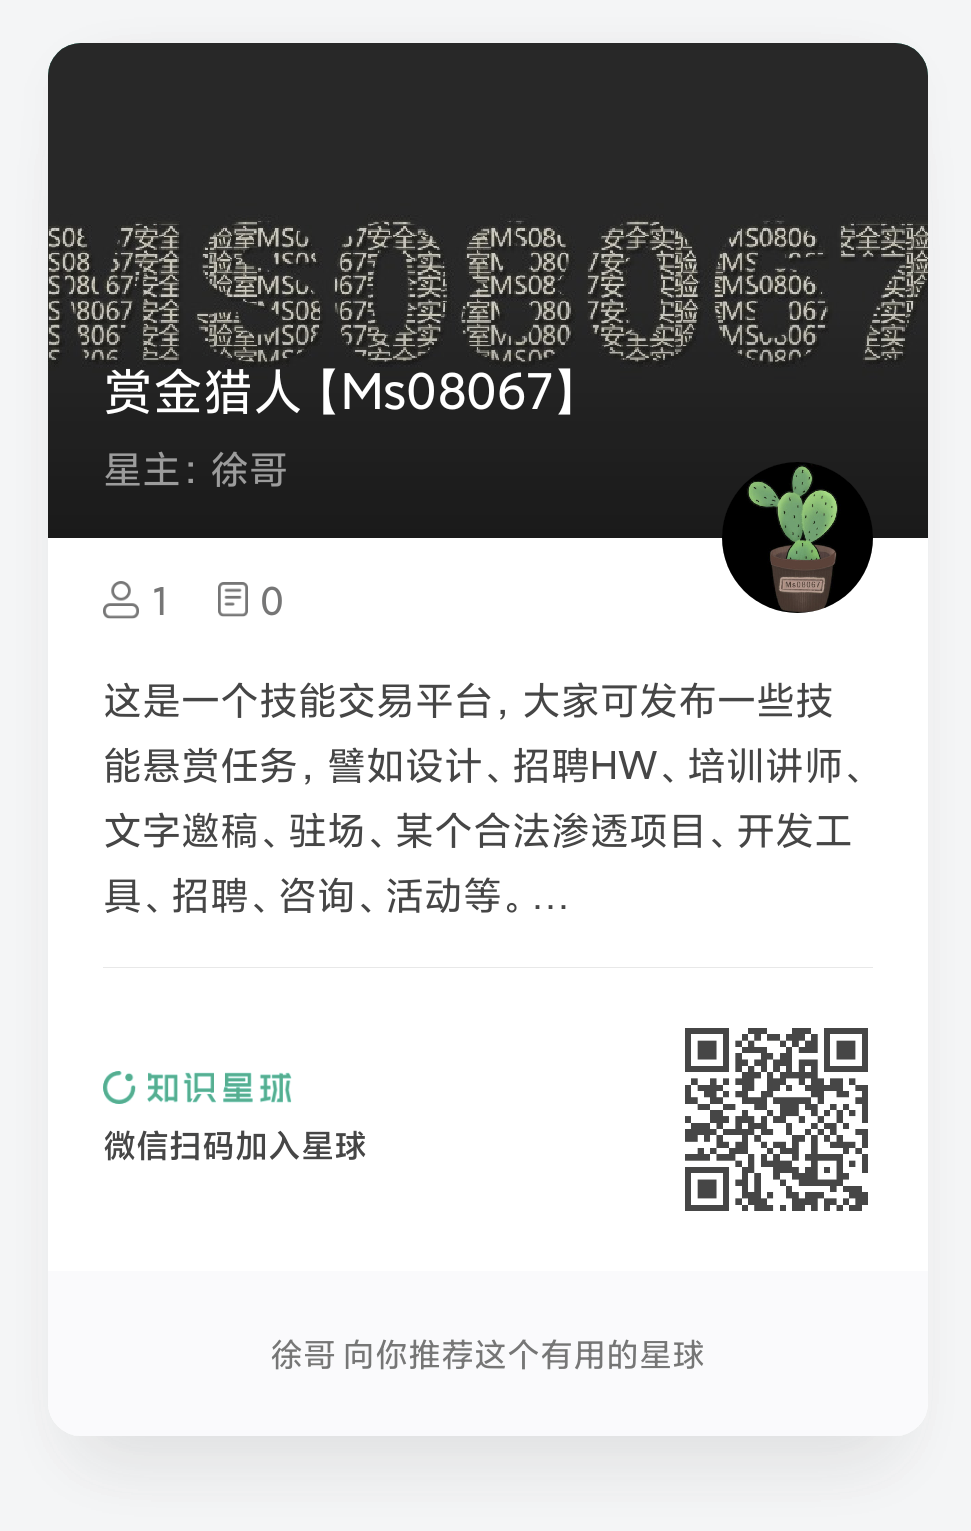 MS08067
赏金猎人【Ms08067】
星主：徐哥
Ms08067
1 0
这是一个技能交易平台，大家可发布一些技
能悬赏任务，譬如设计、招聘HW、培训讲师、
文字邀稿、驻场、某个合法渗透项目、开发工
具、招聘、咨询、活动等。...
知识星球
微信扫码加入星球
徐哥 向你推荐这个有用的星球